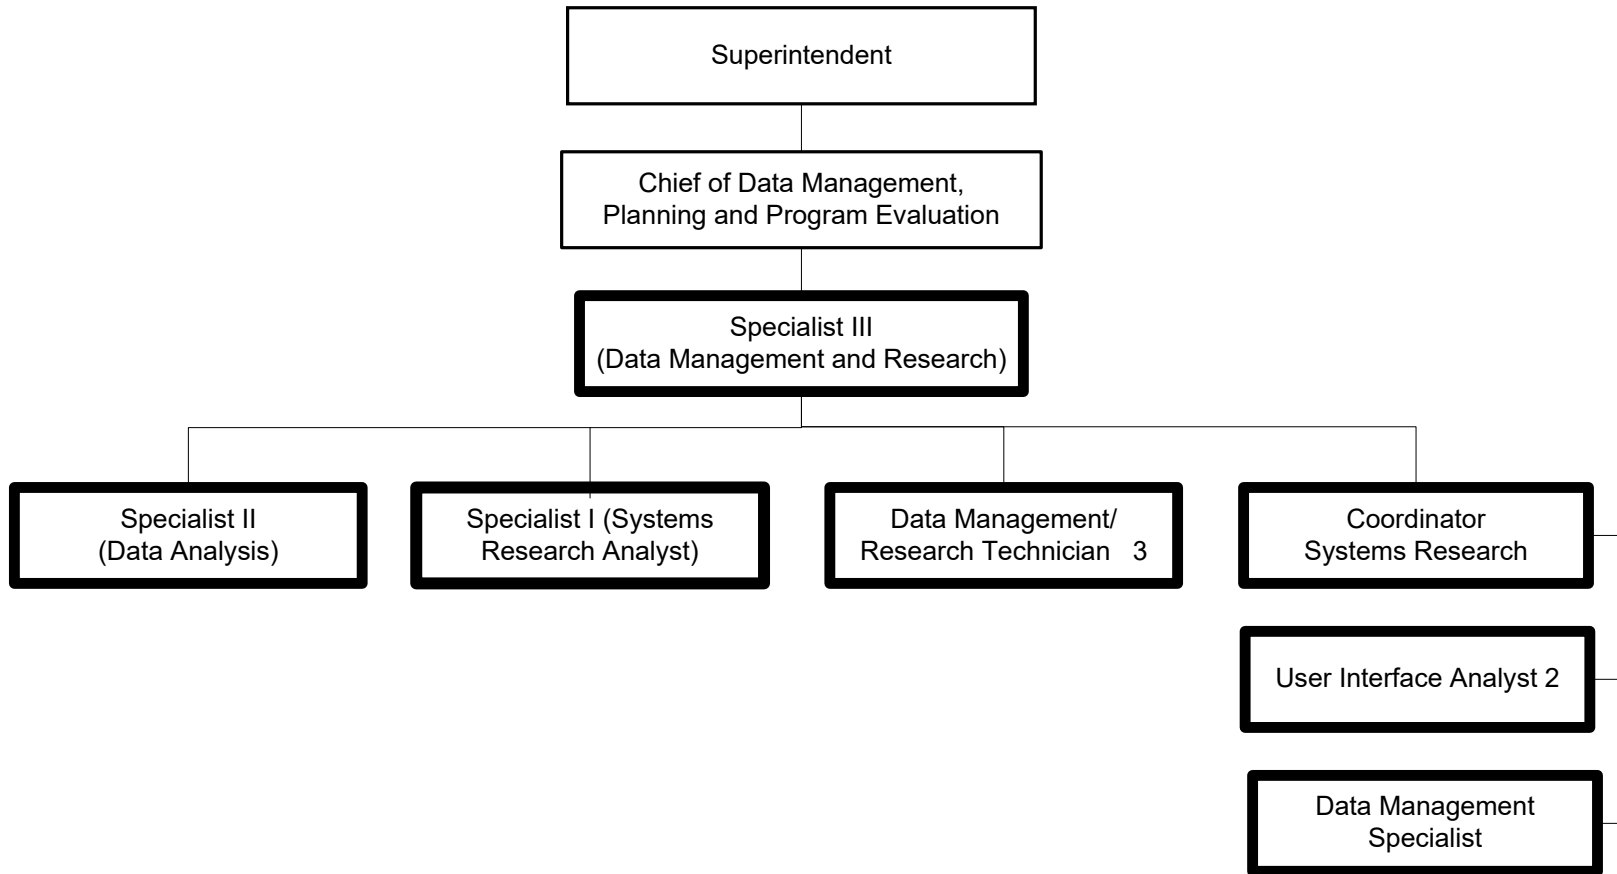 Superintendent
Chief of Data Management,
Planning and Program Evaluation
Specialist III
(Data Management and Research)
Specialist II
(Data Analysis)
Specialist I (Systems
Research Analyst)
Data Management/
Research Technician 3
Coordinator
Systems Research
User Interface Analyst 2
Data Management
Specialist